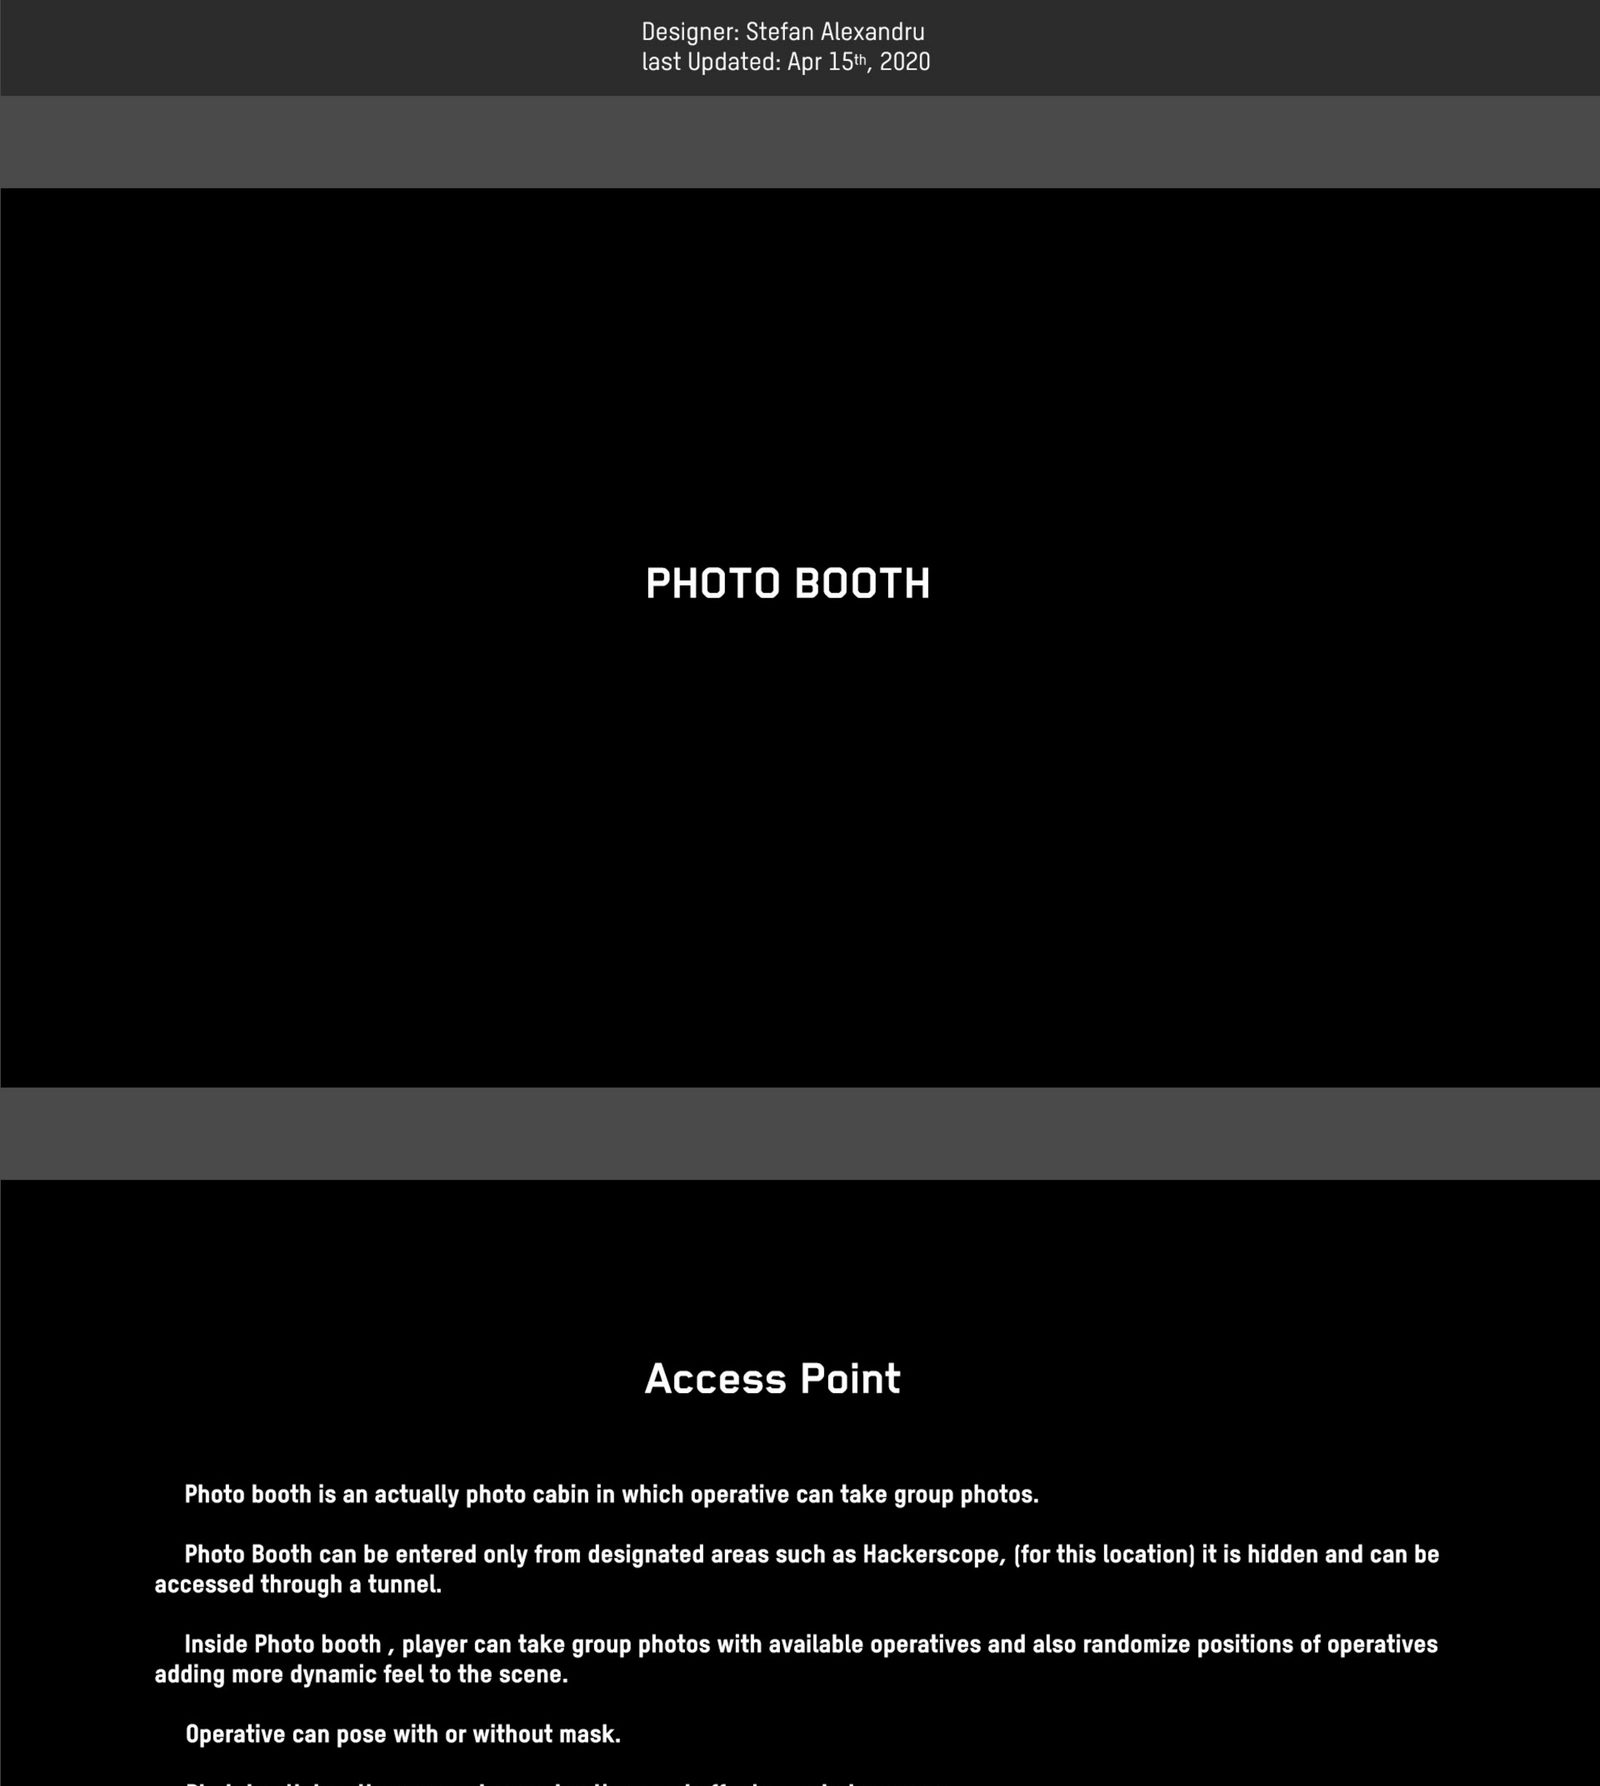 Designer: Stefan Alexandru
last Updated: Apr 15th, 2020
PHOTO BOOTH
Access Point
Photo booth is an actually photo cabin in which operative can take group photos.
Photo Booth can be entered only from designated areas such as Hackerscope, (for this location) it is hidden and can be
accessed through a tunnel.
Inside Photo booth , player can take group photos with available operatives and also randomize positions of operatives
adding more dynamic feel to the scene.
Operative can pose with or without mask.